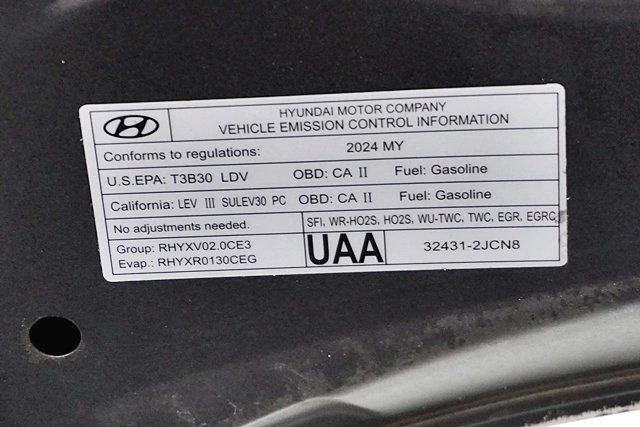 HYUNDAI MOTOR COMPANY
VEHICLE EMISSION CONTROL INFORMATION
Conforms to regulations: 2024 MY
U.S.EPA: T3B30 LDV OBD: CA II Fuel: Gasoline
California: LEV III SULEV30 PC OBD: CA II Fuel: Gasoline
No adjustments needed. SFI, WR-HO2S, HO2S, WU-TWC, TWC, EGR, EGRC
Group: RHYXV02.0CE3
Evap.: RHYXR0130CEG
UAA 32431-2JCN8